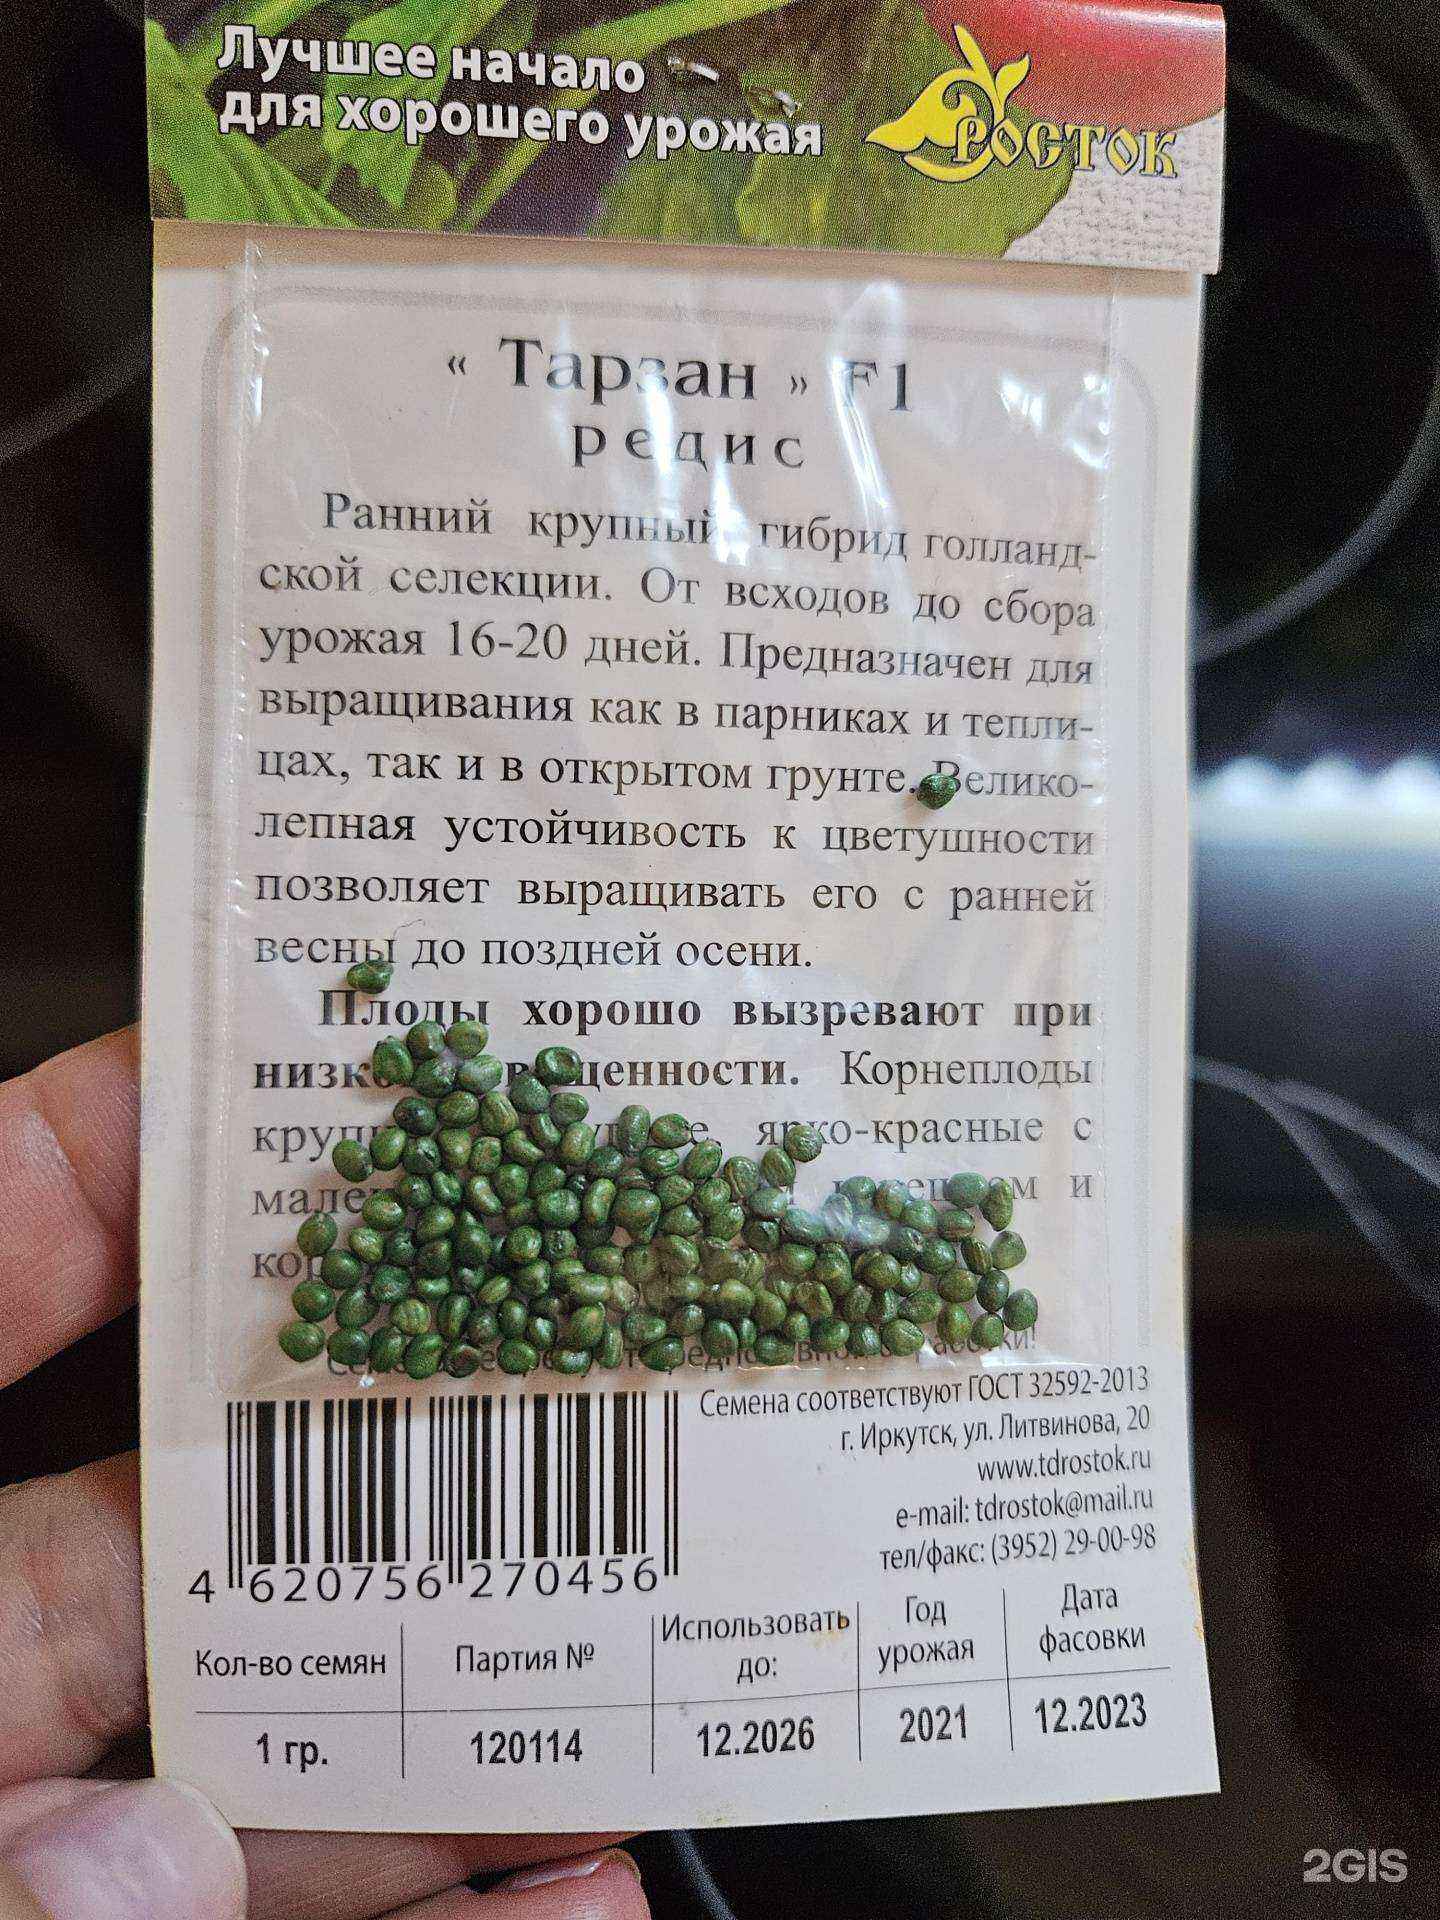 Лучшее начало
для хорошего урожая
РОСТОК
« Тарзан » F1
редис
Ранний крупный гибрид голланд-
ской селекции. От всходов до сбора
урожая 16-20 дней. Предназначен для
выращивания как в парниках и тепли-
цах, так и в открытом грунте. Велико-
лепная устойчивость к цветушности
позволяет выращивать его с ранней
весны до поздней осени.
Плоды хорошо вызревают при
низкой освещенности. Корнеплоды
ярко-красные с
и
Семена соответствуют ГОСТ 32592-2013
г. Иркутск, ул. Литвинова, 20
www.tdrostok.ru
e-mail: tdrostok@mail.ru
тел/факс: (3952) 29-00-98
4 620756 270456
Кол-во семян Партия № Использовать до: Год урожая Дата фасовки
1 гр. 120114 12.2026 2021 12.2023
2GIS